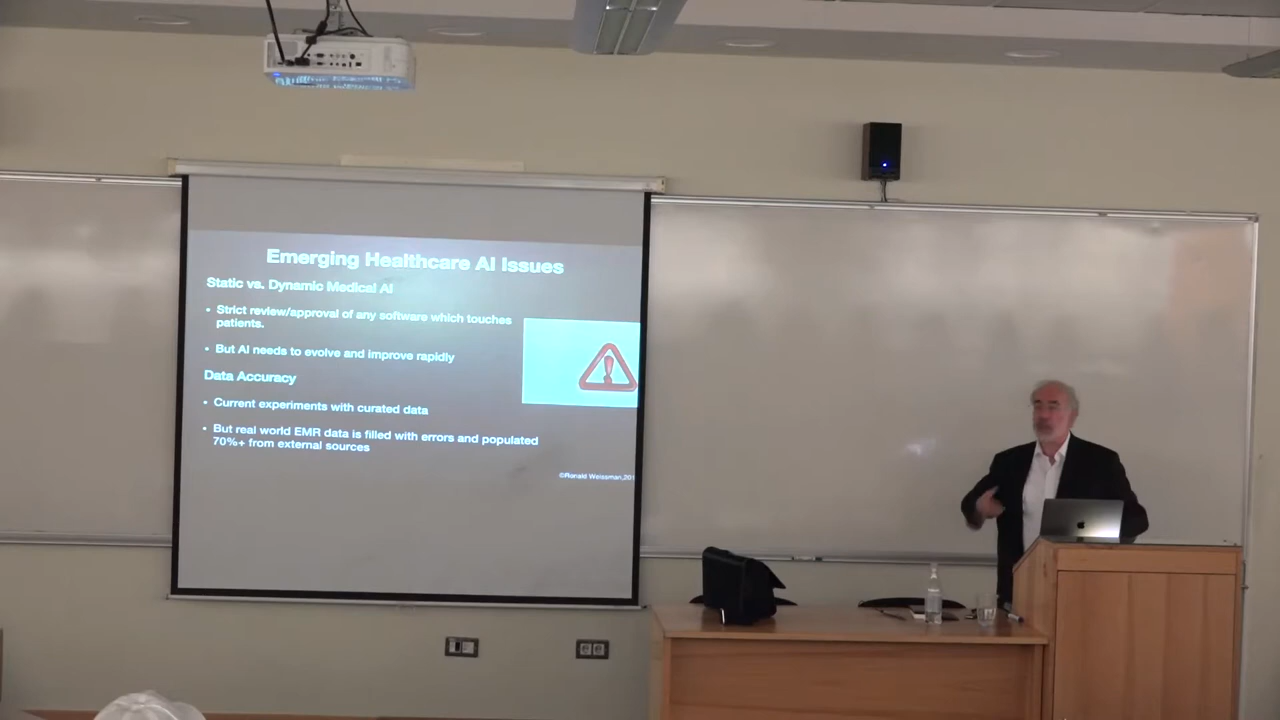 Emerging Healthcare AI Issues
Static vs. Dynamic Medical AI
• Strict review/approval of any software which touches
patients.
• But AI needs to evolve and improve rapidly
Data Accuracy
• Current experiments with curated data
• But real world EMR data is filled with errors and populated
70%+ from external sources
©Ronald Weissman,201